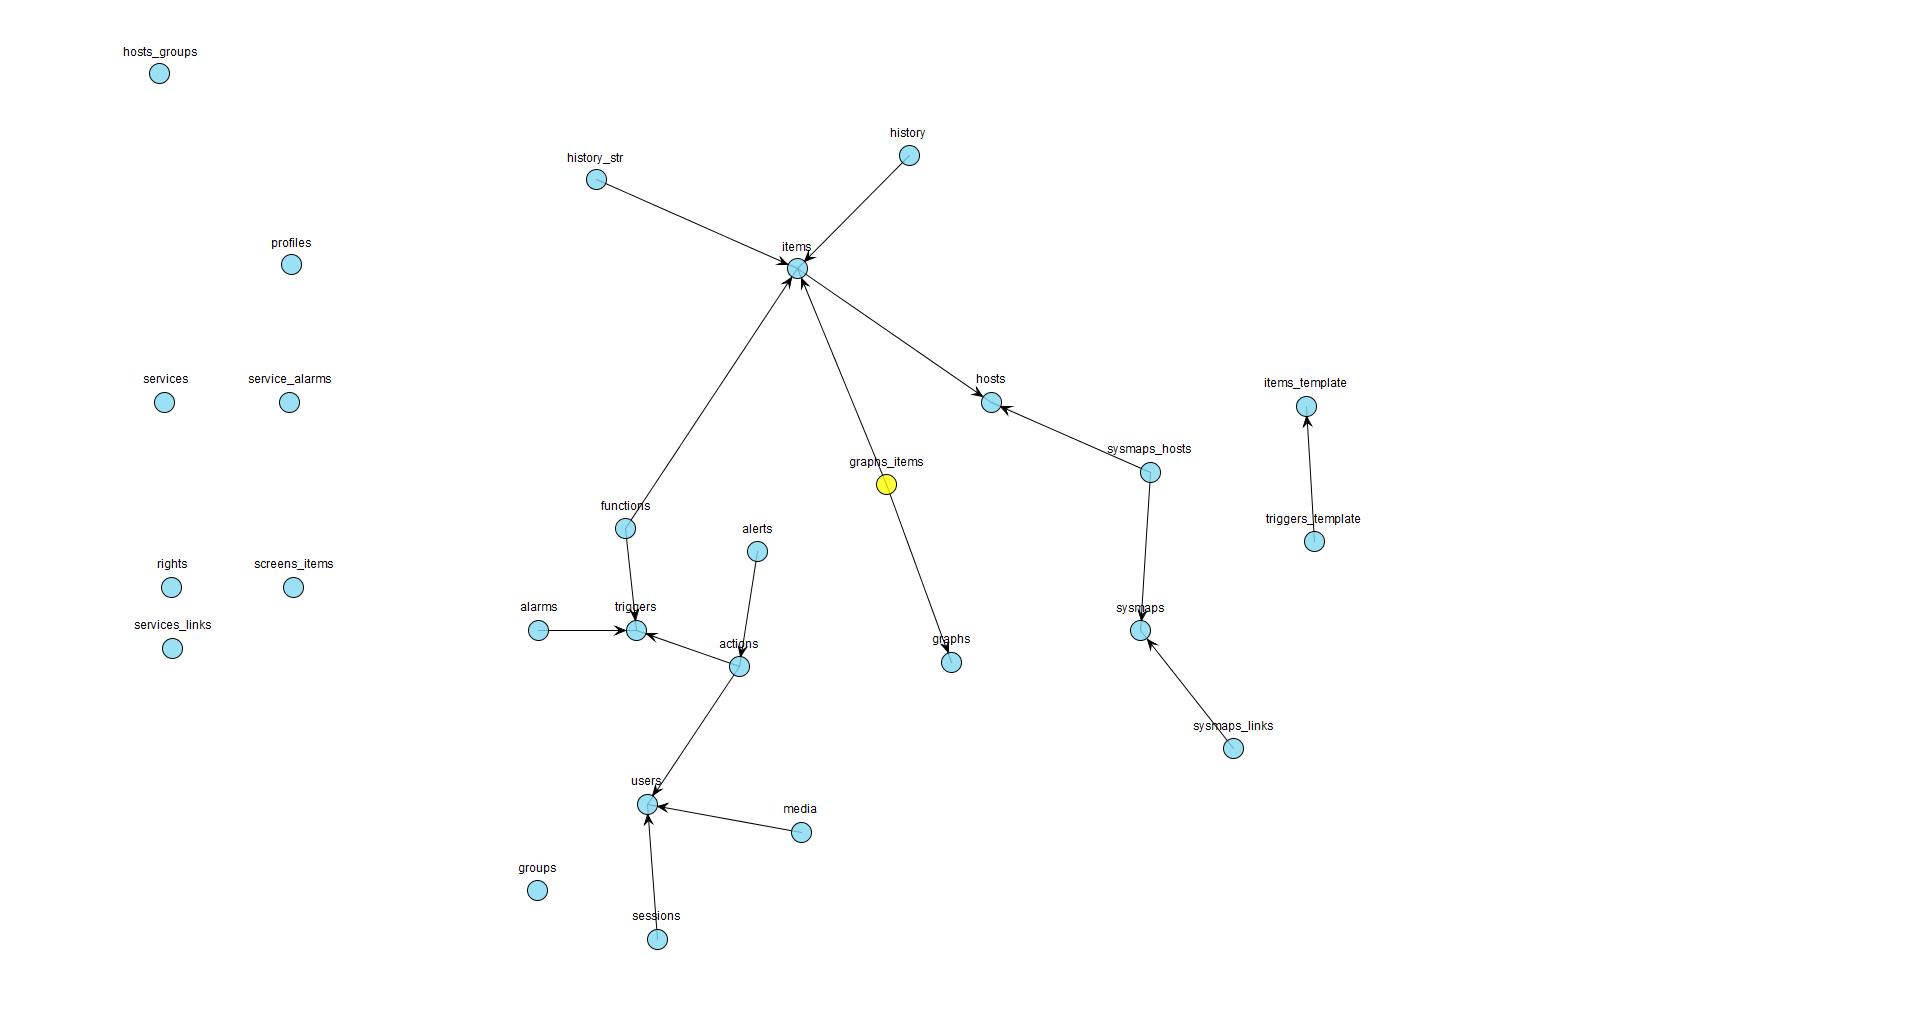 hosts_groups
history
history_str
profiles
items
services
service_alarms
hosts
items_template
sysmaps_hosts
graphs_items
functions
triggers_template
alerts
rights
screens_items
alarms
triggers
sysmaps
services_links
actions
graphs
sysmaps_links
users
media
groups
sessions